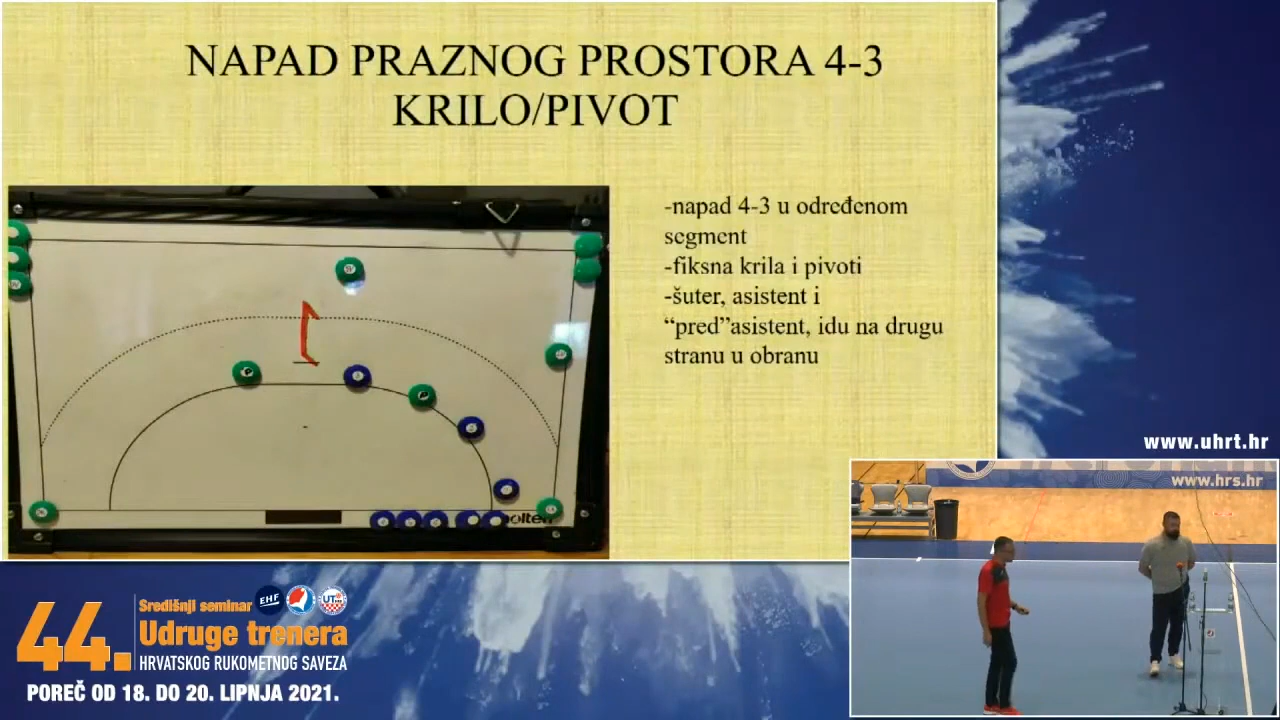 NAPAD PRAZNOG PROSTORA 4-3
KRILO/PIVOT
-napad 4-3 u određenom
segment
-fiksna krila i pivoti
-šuter, asistent i
“pred”asistent, idu na drugu
stranu u obranu
www.uhrt.hr
www.hrs.hr
44.
Središnji seminar
EHF
Udruge trenera
HRVATSKOG RUKOMETNOG SAVEZA
POREČ OD 18. DO 20. LIPNJA 2021.